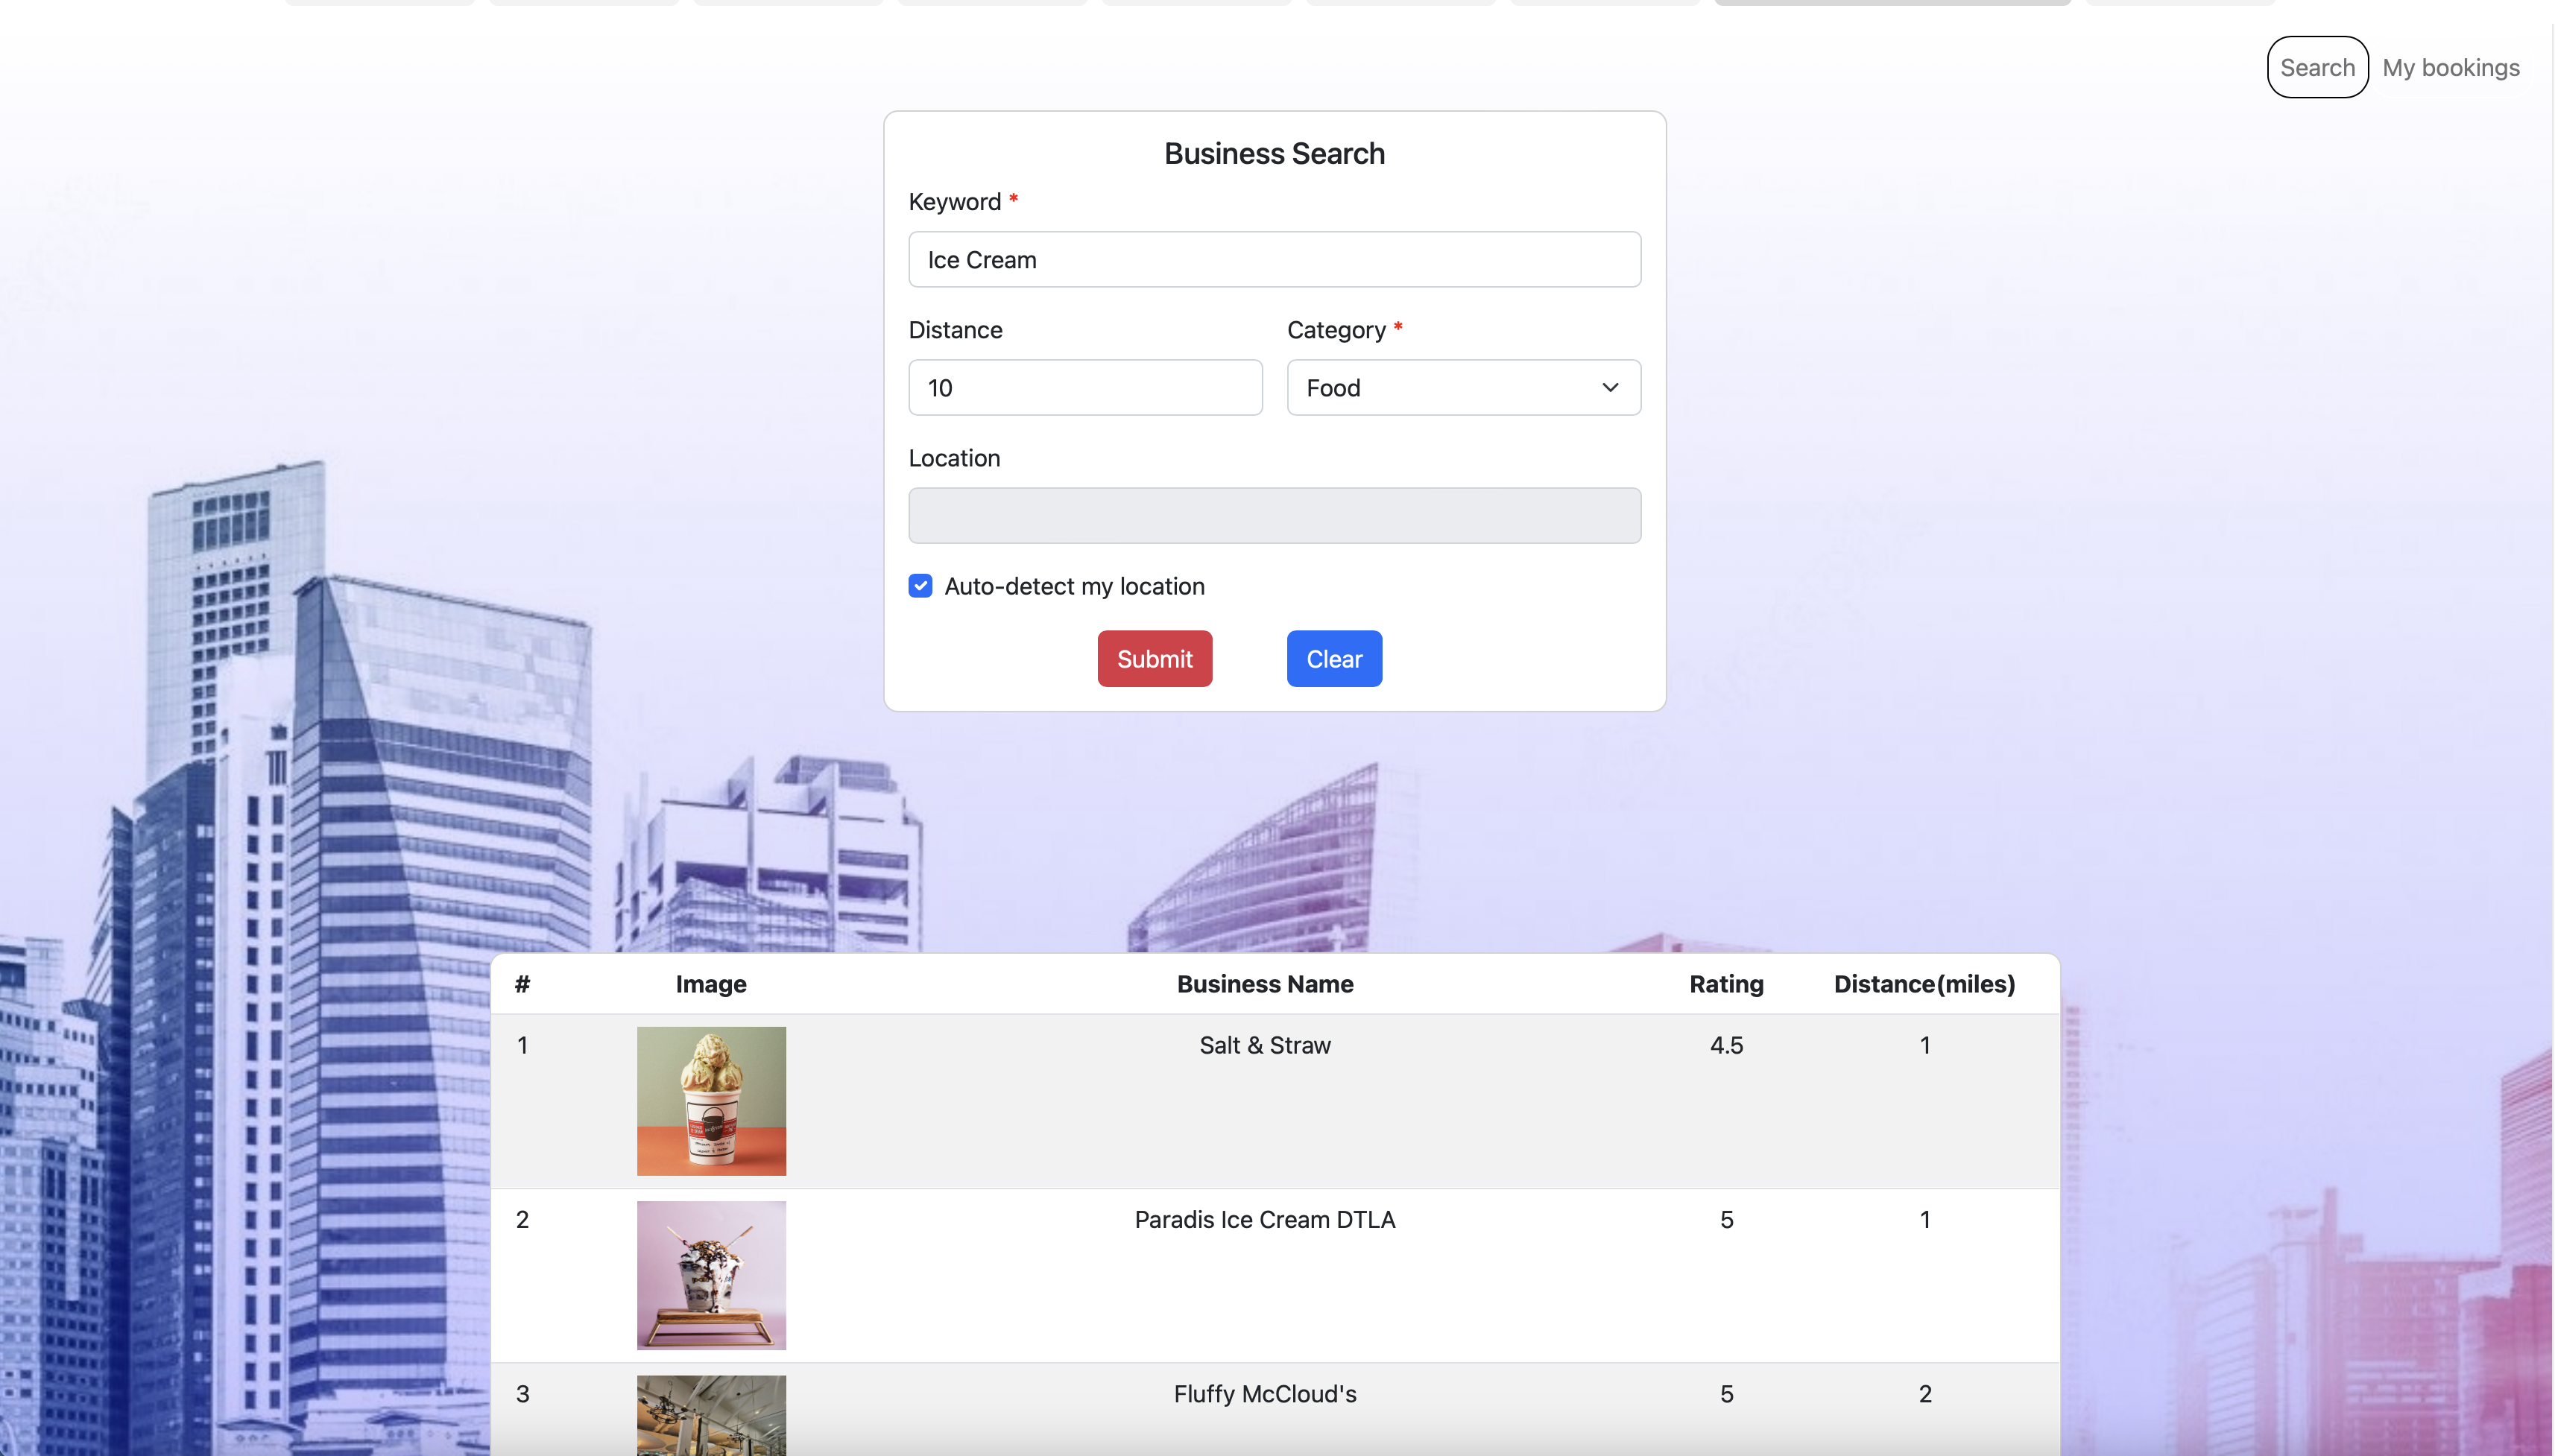 Search My bookings
Business Search
Keyword *
Ice Cream
Distance Category *
10 Food
Location
Auto-detect my location
Submit Clear
# Image Business Name Rating Distance(miles)
1 Salt & Straw 4.5 1
2 Paradis Ice Cream DTLA 5 1
3 Fluffy McCloud's 5 2